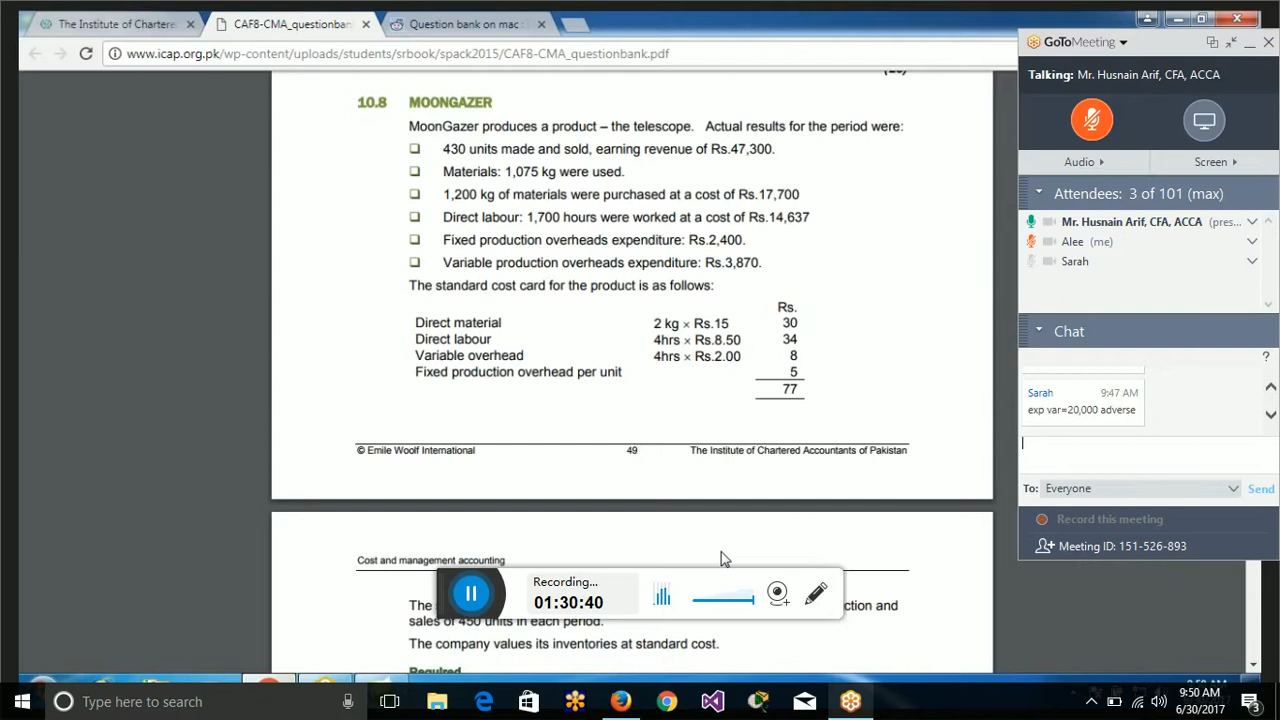 The Institute of Charter
CAF8-CMA_questionban
Question bank on mac :
www.icap.org.pk/wp-content/uploads/students/srbook/spack2015/CAF8-CMA_questionbank.pdf
10.8 MOONGAZER
MoonGazer produces a product – the telescope. Actual results for the period were:
430 units made and sold, earning revenue of Rs.47,300.
Materials: 1,075 kg were used.
1,200 kg of materials were purchased at a cost of Rs.17,700
Direct labour: 1,700 hours were worked at a cost of Rs.14,637
Fixed production overheads expenditure: Rs.2,400.
Variable production overheads expenditure: Rs.3,870.
The standard cost card for the product is as follows:
Rs.
Direct material 2 kg × Rs.15 30
Direct labour 4hrs × Rs.8.50 34
Variable overhead 4hrs × Rs.2.00 8
Fixed production overhead per unit 5
77
© Emile Woolf International 49 The Institute of Chartered Accountants of Pakistan
Cost and management accounting
The s
ction and
sales of 450 units in each period.
The company values its inventories at standard cost.
Required
Recording...
01:30:40
GoToMeeting
Talking: Mr. Husnain Arif, CFA, ACCA
Audio
Screen
Attendees: 3 of 101 (max)
Mr. Husnain Arif, CFA, ACCA (pres...
Alee (me)
Sarah
Chat
?
Sarah 9:47 AM
exp var=20,000 adverse
To: Everyone Send
Record this meeting
Meeting ID: 151-526-893
Type here to search
9:50 AM
6/30/2017
3